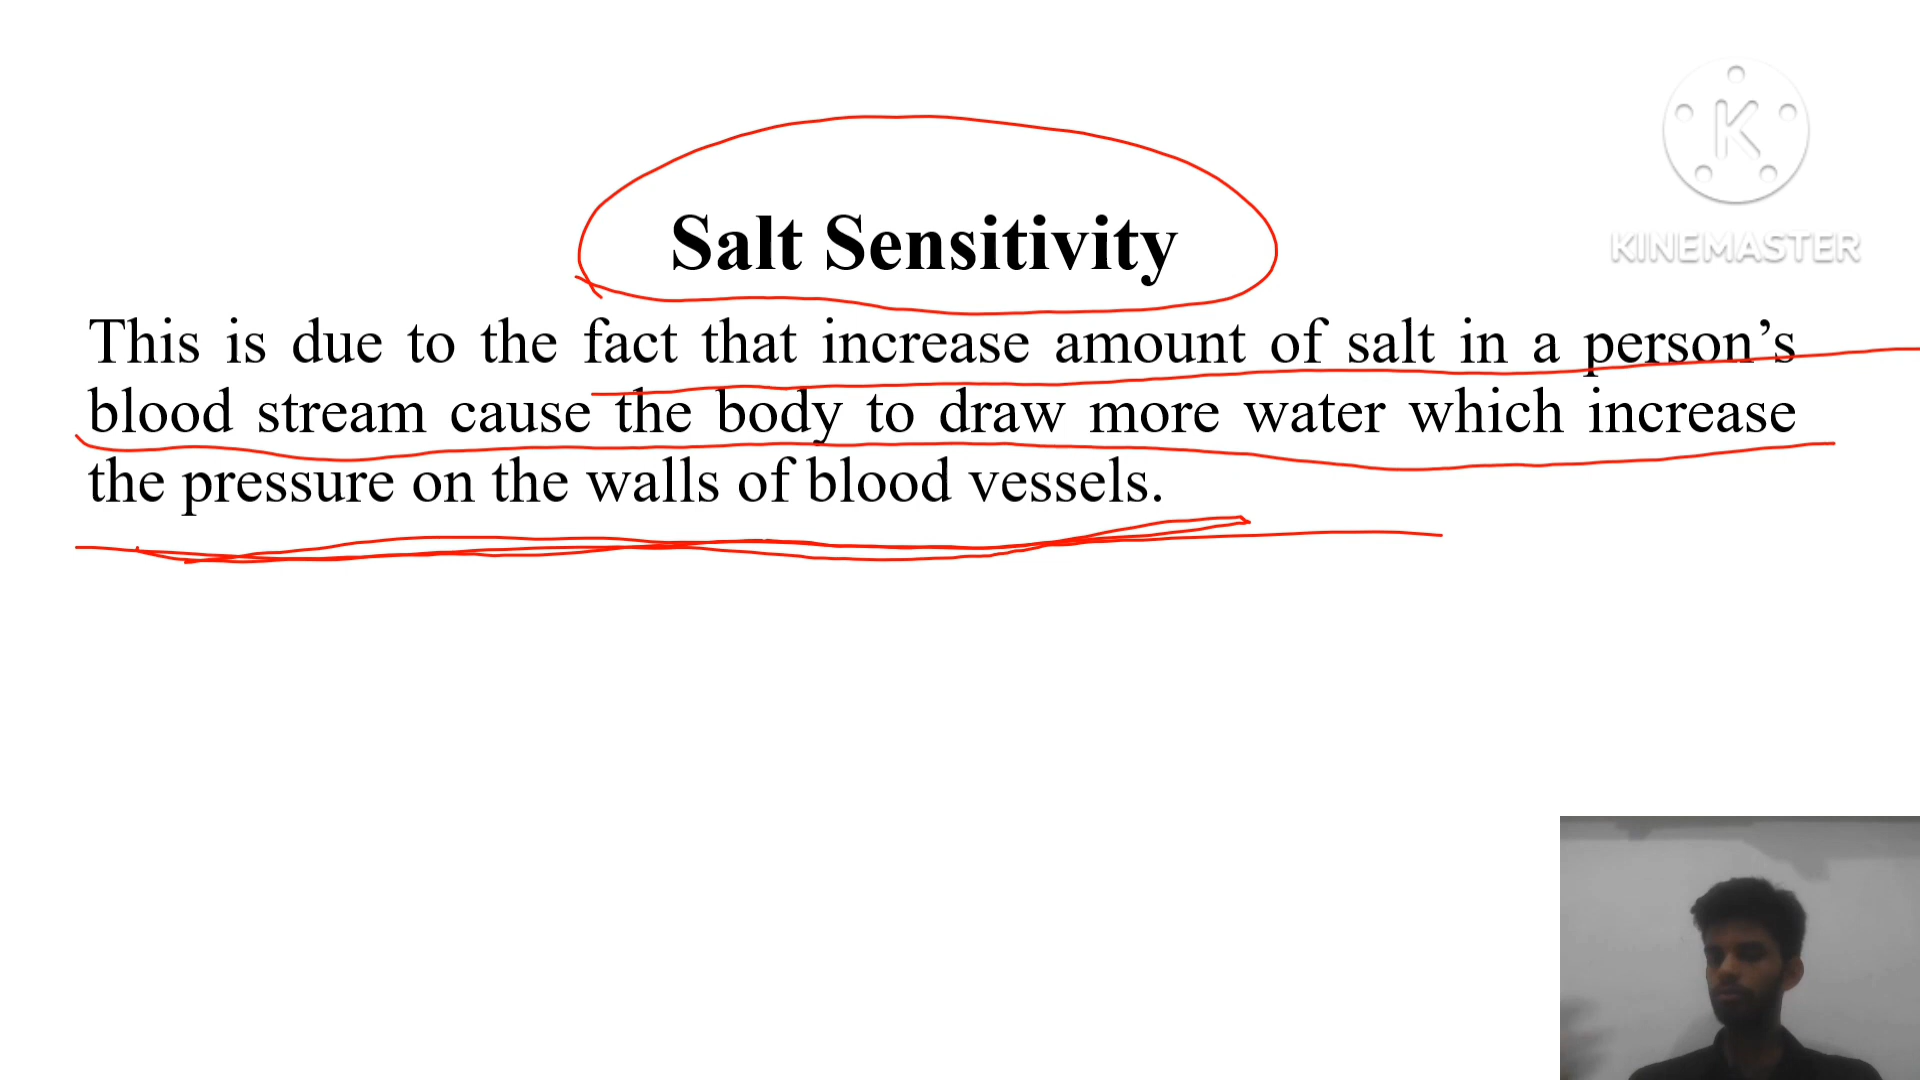 K
KINEMASTER
Salt Sensitivity
This is due to the fact that increase amount of salt in a person’s
blood stream cause the body to draw more water which increase
the pressure on the walls of blood vessels.